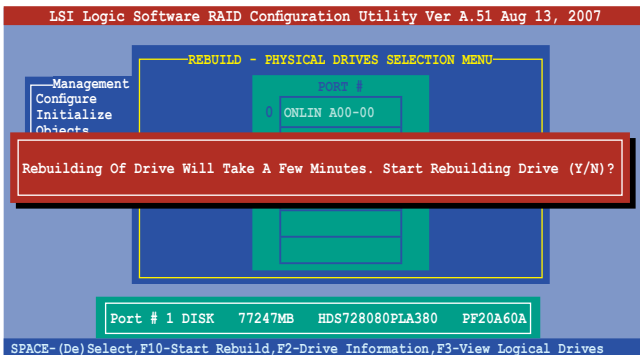 LSI Logic Software RAID Configuration Utility Ver A.51 Aug 13, 2007
REBUILD - PHYSICAL DRIVES SELECTION MENU
Management
Configure
Initialize
Objects
PORT #
0 ONLIN A00-00
Rebuilding Of Drive Will Take A Few Minutes. Start Rebuilding Drive (Y/N)?
Port # 1 DISK 77247MB HDS728080PLA380 PF20A60A
SPACE-(De)Select,F10-Start Rebuild,F2-Drive Information,F3-View Logical Drives